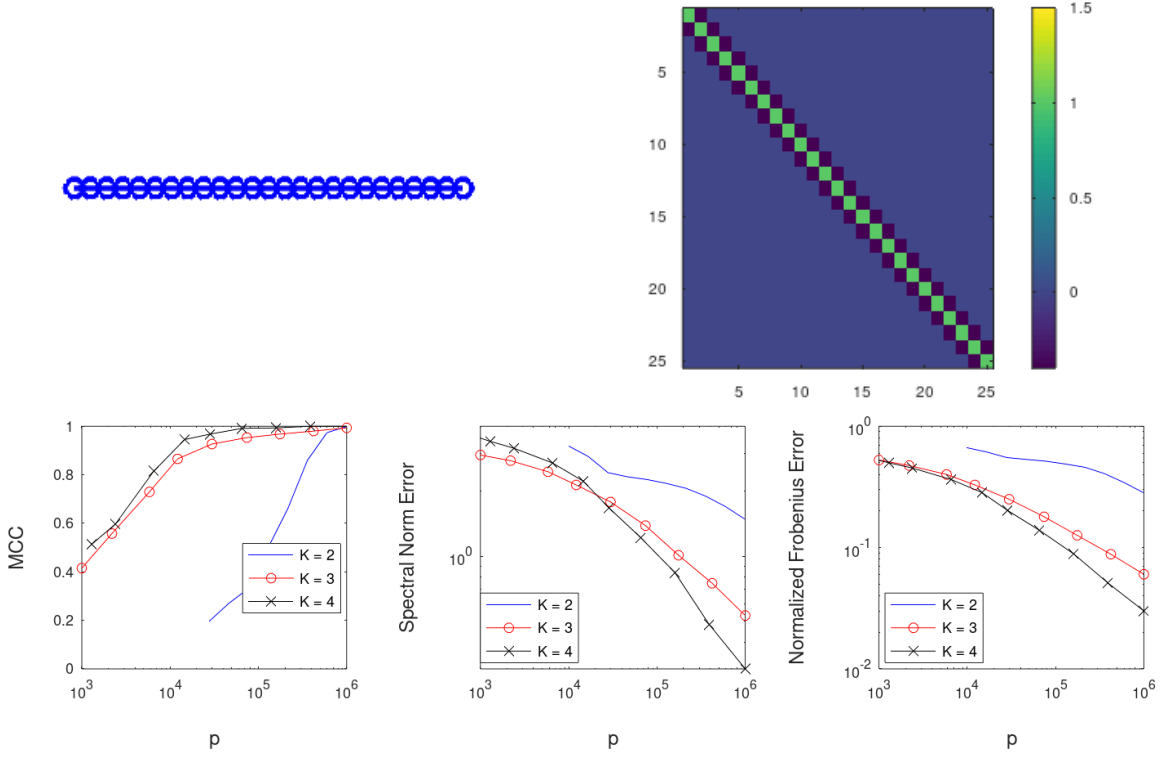 1.5
1
0.5
0
5
10
15
20
25
5
10
15
20
25
MCC
1
0.8
0.6
0.4
0.2
0
K = 2
K = 3
K = 4
10^3
10^4
10^5
10^6
p
Spectral Norm Error
10^0
K = 2
K = 3
K = 4
10^3
10^4
10^5
10^6
p
Normalized Frobenius Error
10^0
10^-1
10^-2
K = 2
K = 3
K = 4
10^3
10^4
10^5
10^6
p